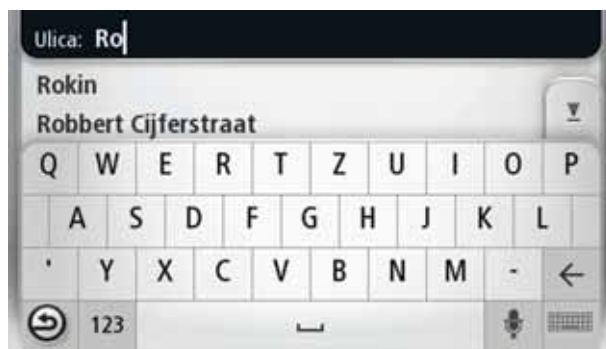 Ulica: Ro
Rokin
Robbert Cijferstraat
Q W E R T Z U I O P
A S D F G H J K L
' Y X C V B N M -
123